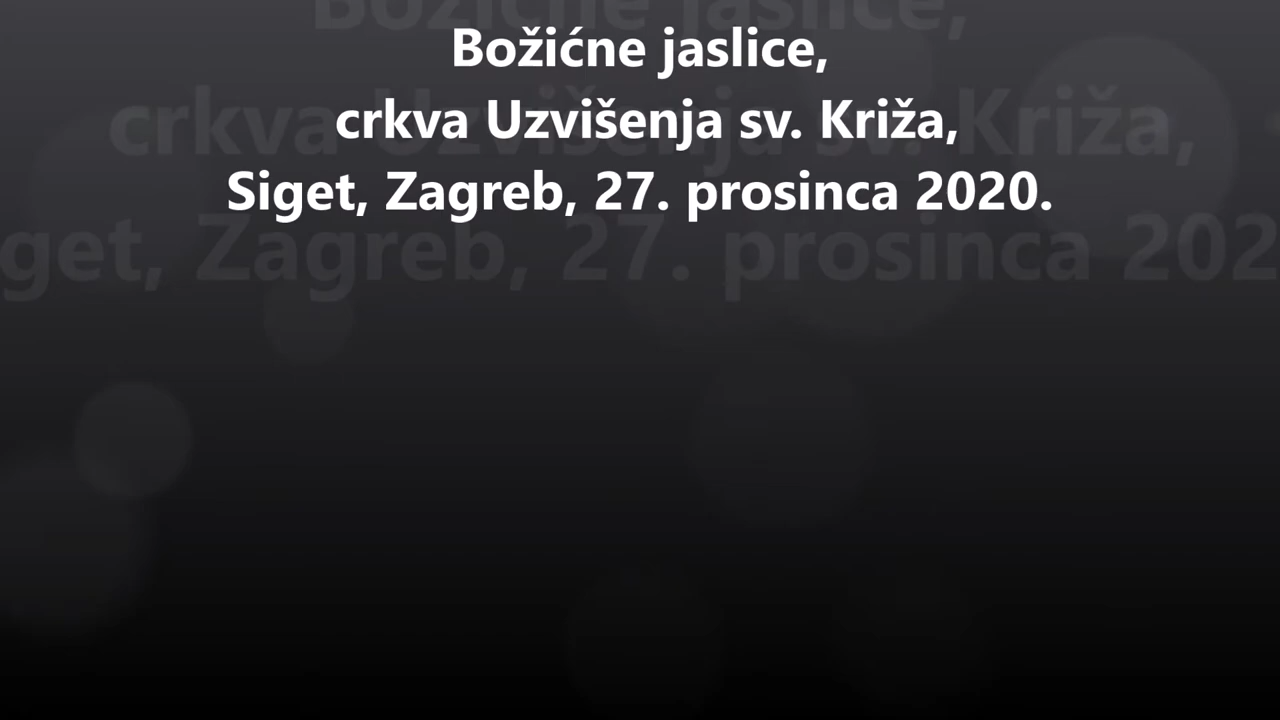 Božićne jaslice,
crkva Uzvišenja sv. Križa,
Siget, Zagreb, 27. prosinca 2020.